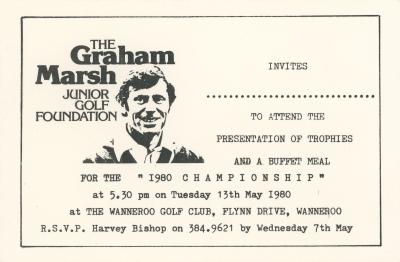 THE
Graham
Marsh
JUNIOR
GOLF
FOUNDATION
INVITES
TO ATTEND THE
PRESENTATION OF TROPHIES
AND A BUFFET MEAL
FOR THE "1980 CHAMPIONSHIP"
at 5.30 pm on Tuesday 13th May 1980
at THE WANNEROO GOLF CLUB, FLYNN DRIVE, WANNEROO
R.S.V.P. Harvey Bishop on 384.9621 by Wednesday 7th May